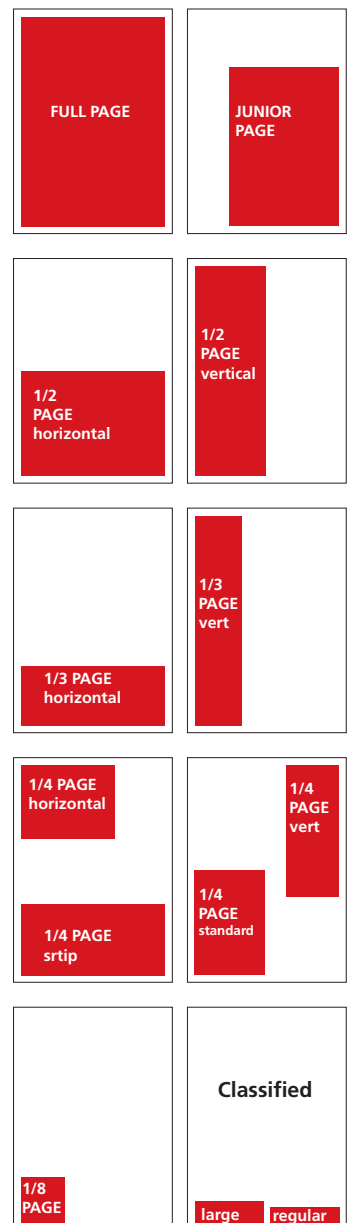 FULL PAGE
JUNIOR
PAGE
1/2
PAGE
horizontal
1/2
PAGE
vertical
1/3 PAGE
horizontal
1/3
PAGE
vert
1/4 PAGE
horizontal
1/4 PAGE
srtip
1/4
PAGE
vert
1/4
PAGE
standard
1/8
PAGE
Classified
large
regular